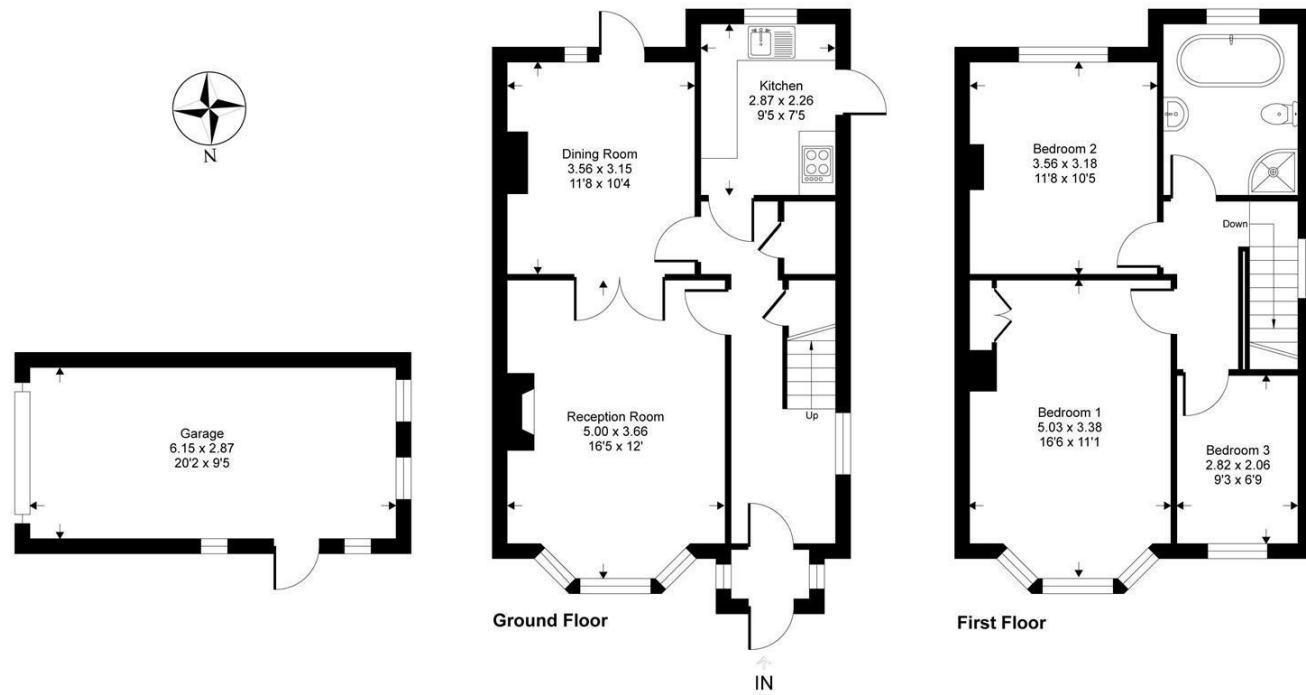 N
Garage
6.15 x 2.87
20'2 x 9'5
Kitchen
2.87 x 2.26
9'5 x 7'5
Dining Room
3.56 x 3.15
11'8 x 10'4
Reception Room
5.00 x 3.66
16'5 x 12'
Up
Ground Floor
IN
Bedroom 2
3.56 x 3.18
11'8 x 10'5
Down
Bedroom 1
5.03 x 3.38
16'6 x 11'1
Bedroom 3
2.82 x 2.06
9'3 x 6'9
First Floor